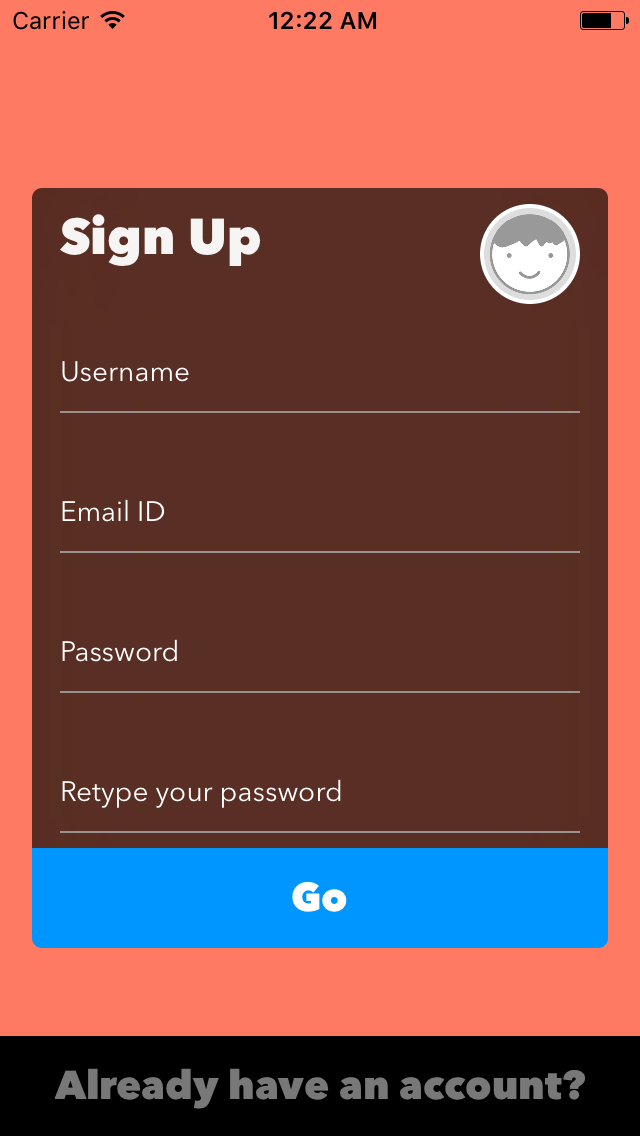 Carrier 12:22 AM
Sign Up
Username
Email ID
Password
Retype your password
Go
Already have an account?